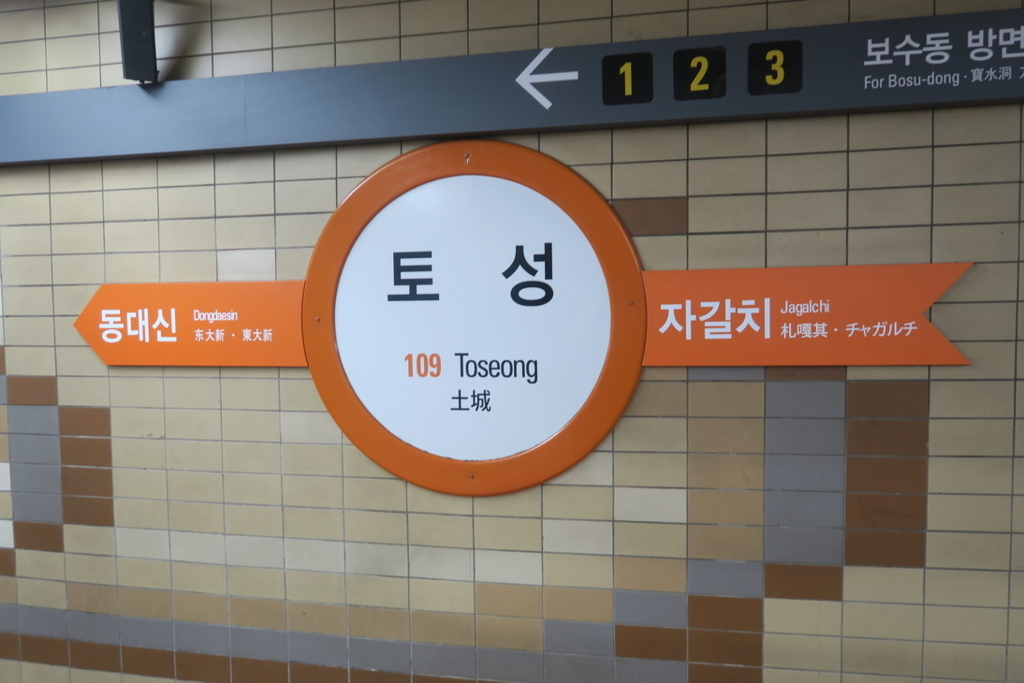 1 2 3
보수동 방면
For Bosu-dong · 寶水洞
토 성
109 Toseong
土城
동대신 Dongdaesin
东大新 · 東大新
자갈치 Jagalchi
札嘎其 · チャガルチ